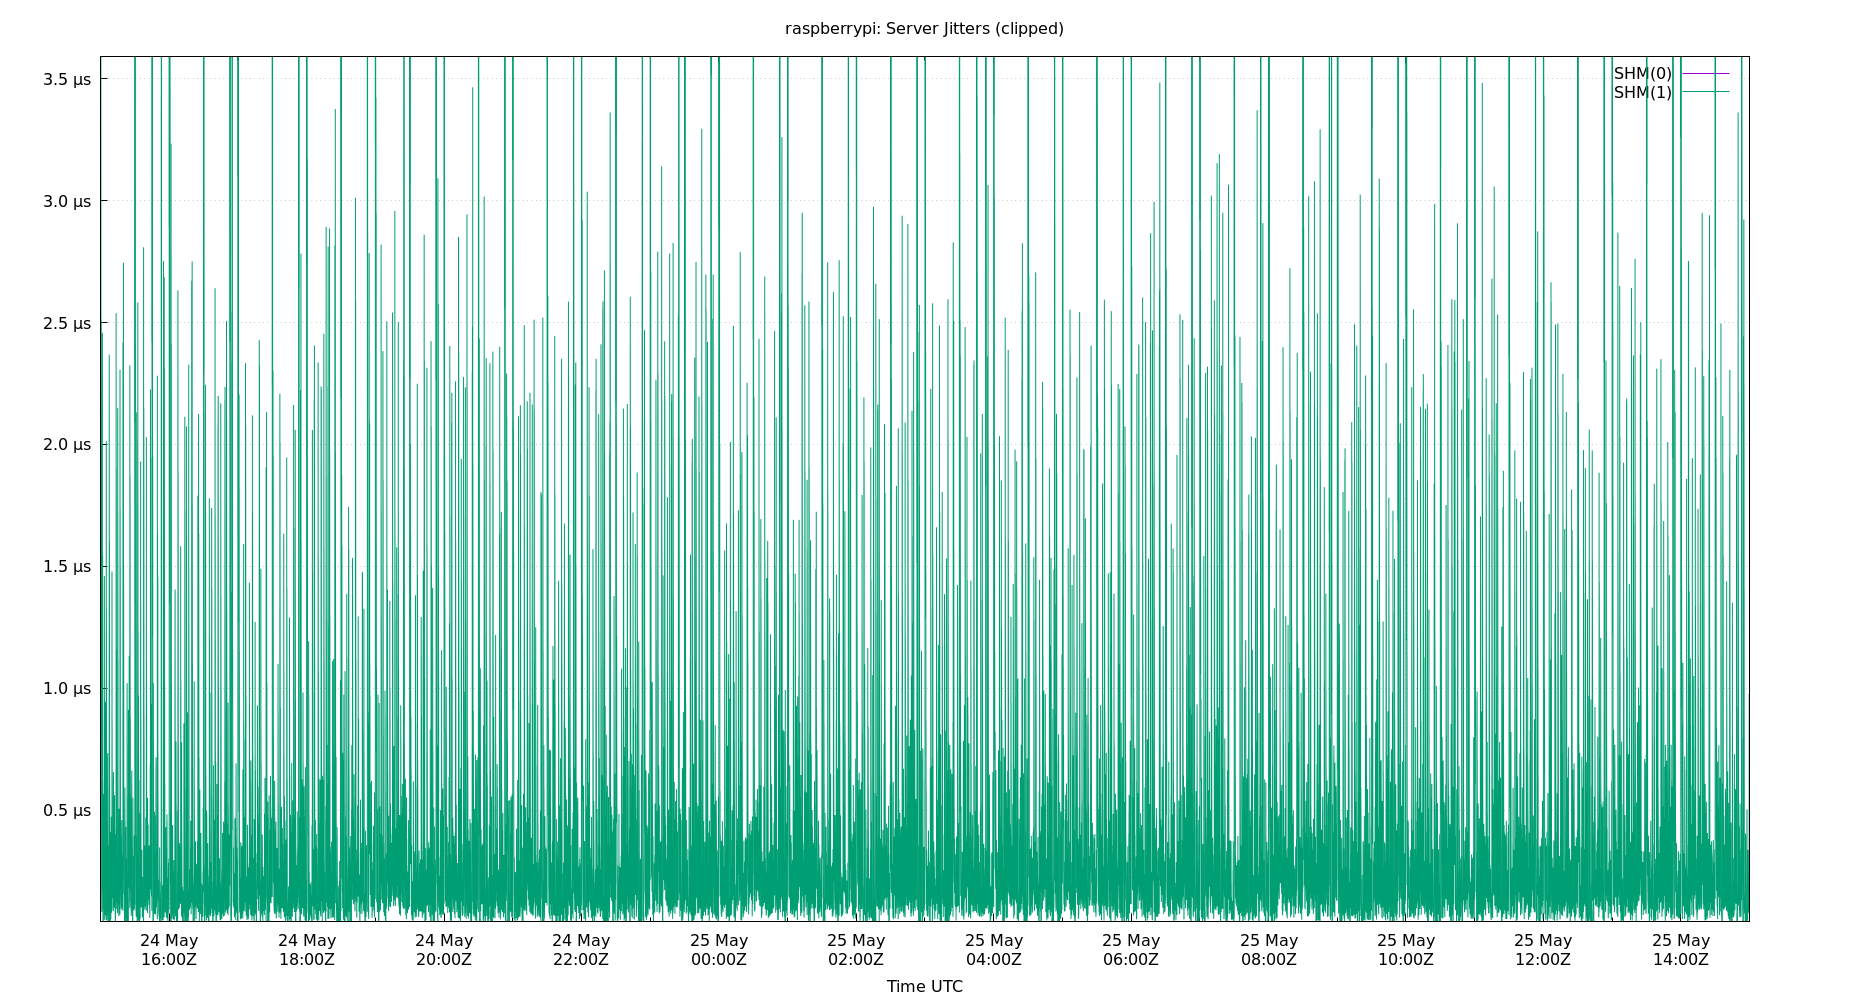 raspberrypi: Server Jitters (clipped)
SHM(0)
SHM(1)
3.5 µs
3.0 µs
2.5 µs
2.0 µs
1.5 µs
1.0 µs
0.5 µs
24 May 24 May 24 May 24 May 25 May 25 May 25 May 25 May 25 May 25 May 25 May 25 May
16:00Z 18:00Z 20:00Z 22:00Z 00:00Z 02:00Z 04:00Z 06:00Z 08:00Z 10:00Z 12:00Z 14:00Z
Time UTC